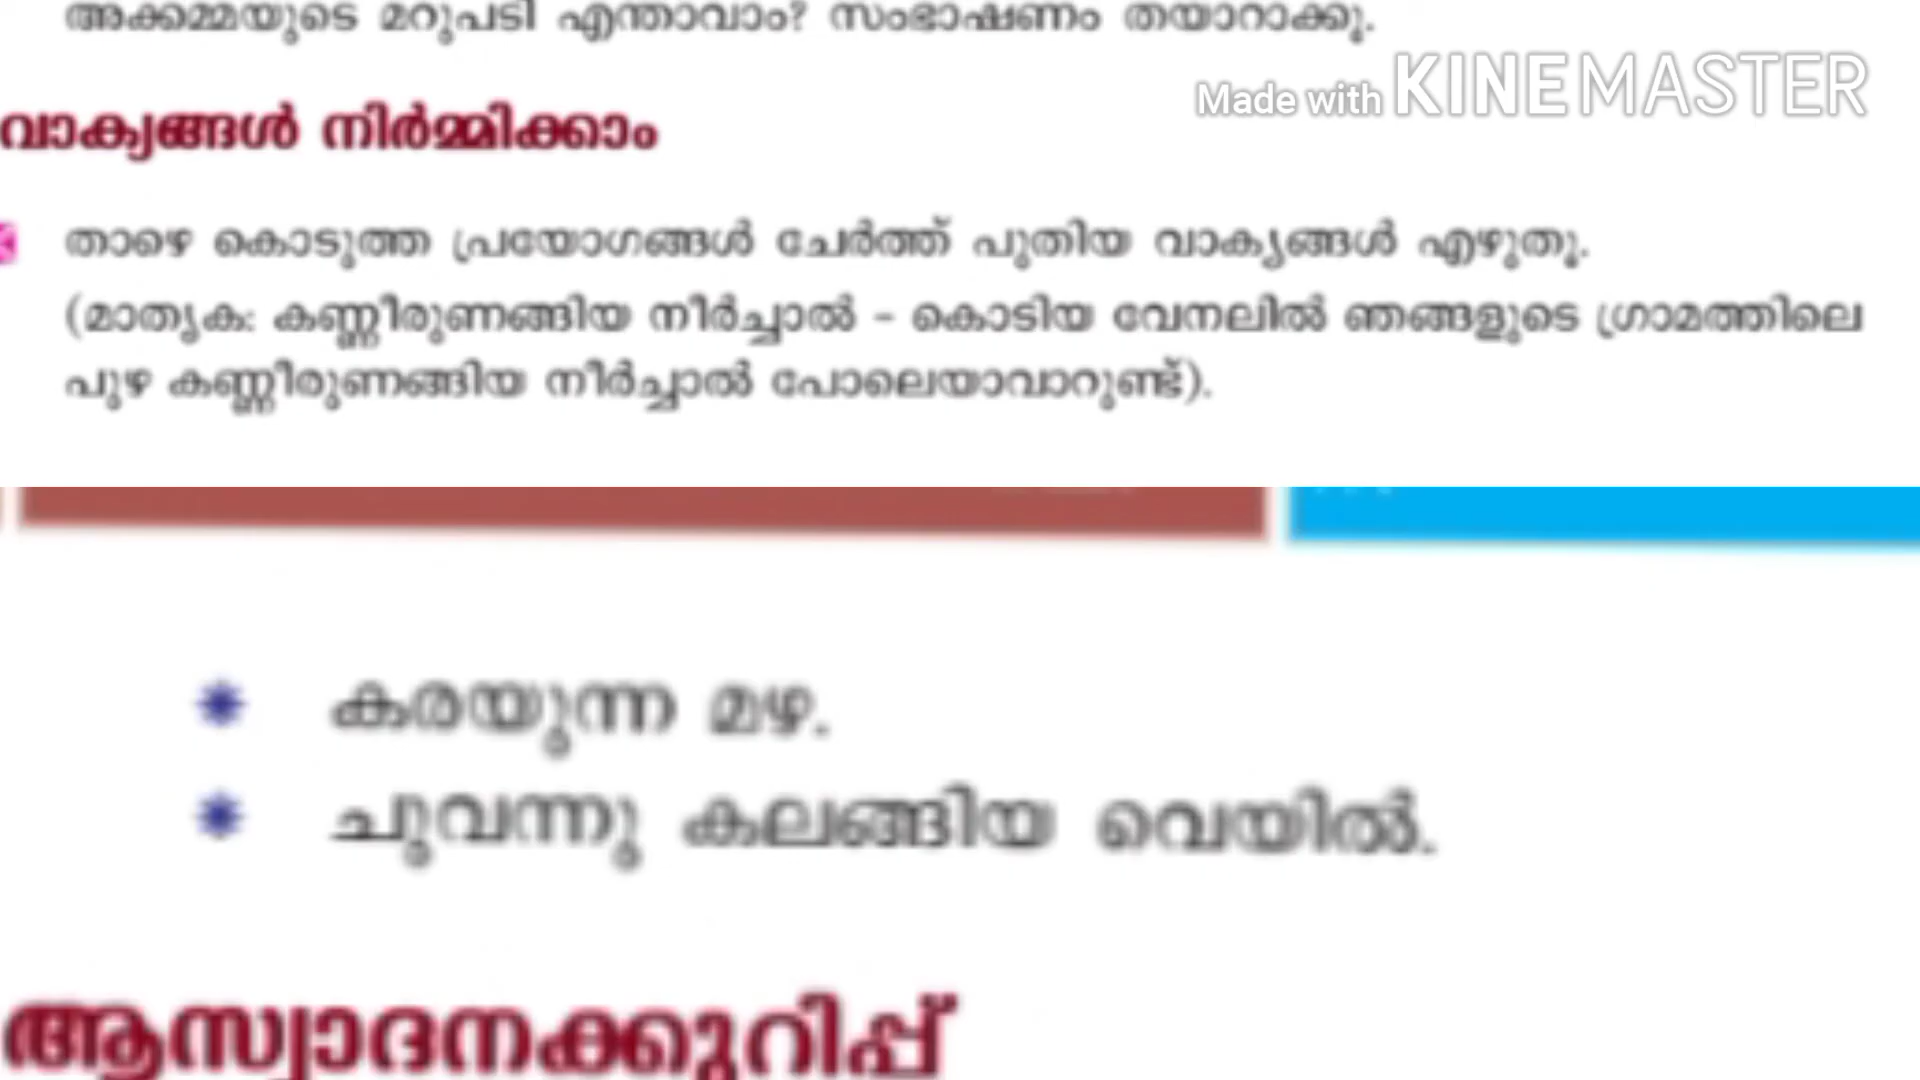 അക്കമ്മയുടെ മറുപടി എന്താവാം? സംഭാഷണം തയാറാക്കൂ.
Made with KINEMASTER
വാക്യങ്ങൾ നിർമ്മിക്കാം
താഴെ കൊടുത്ത പ്രയോഗങ്ങൾ ചേർത്ത് പുതിയ വാക്യങ്ങൾ എഴുതൂ.
(മാതൃക: കണ്ണീരുണങ്ങിയ നീർച്ചാൽ - കൊടിയ വേനലിൽ ഞങ്ങളുടെ ഗ്രാമത്തിലെ
പുഴ കണ്ണീരുണങ്ങിയ നീർച്ചാൽ പോലെയാവാറുണ്ട്).
കരയുന്ന മഴ.
ചുവന്നു കലങ്ങിയ വെയിൽ.
ആസ്വാദനക്കുറിപ്പ്